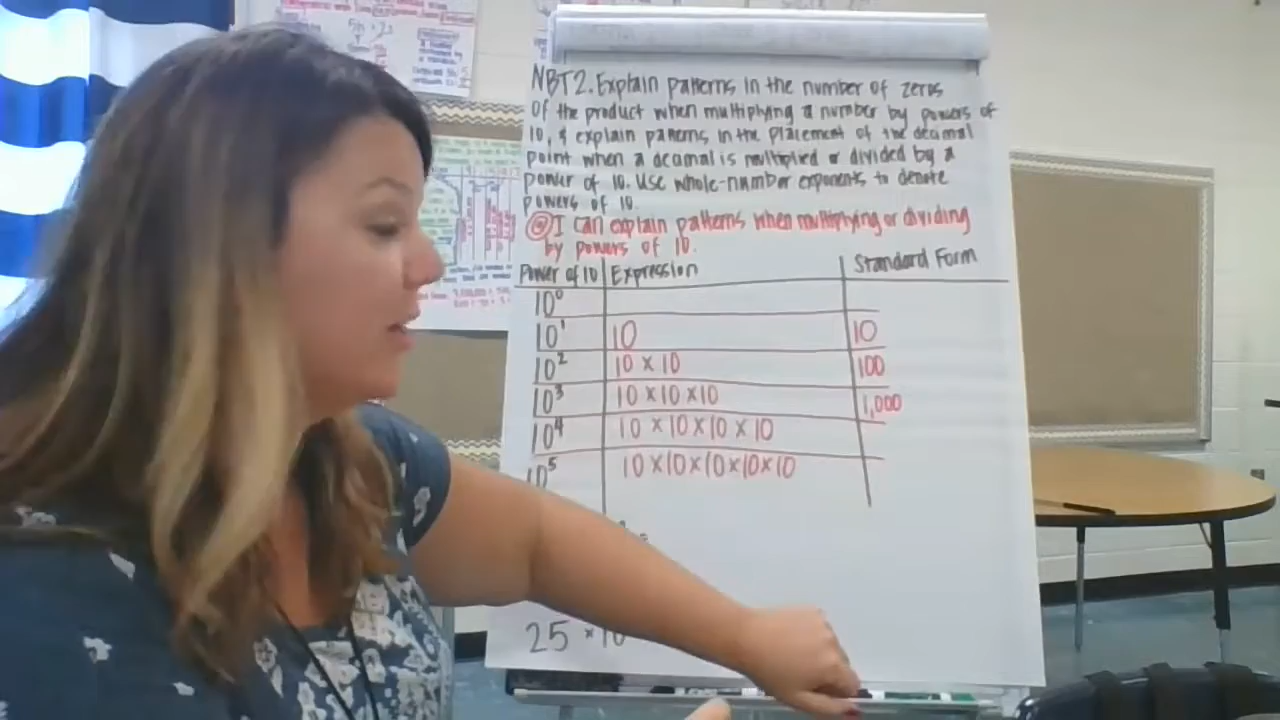 NBT2. Explain patterns in the number of zeros
of the product when multiplying a number by powers of
10, & explain patterns in the placement of the decimal
point when a decimal is multiplied or divided by a
power of 10. Use whole-number exponents to denote
powers of 10.
I can explain patterns when multiplying or dividing
by powers of 10.
Power of 10 Expression Standard Form
10⁰
10¹ 10 10
10² 10 × 10 100
10³ 10 × 10 × 10 1,000
10⁴ 10 × 10 × 10 × 10
10⁵ 10 × 10 × 10 × 10 × 10
25 × 10